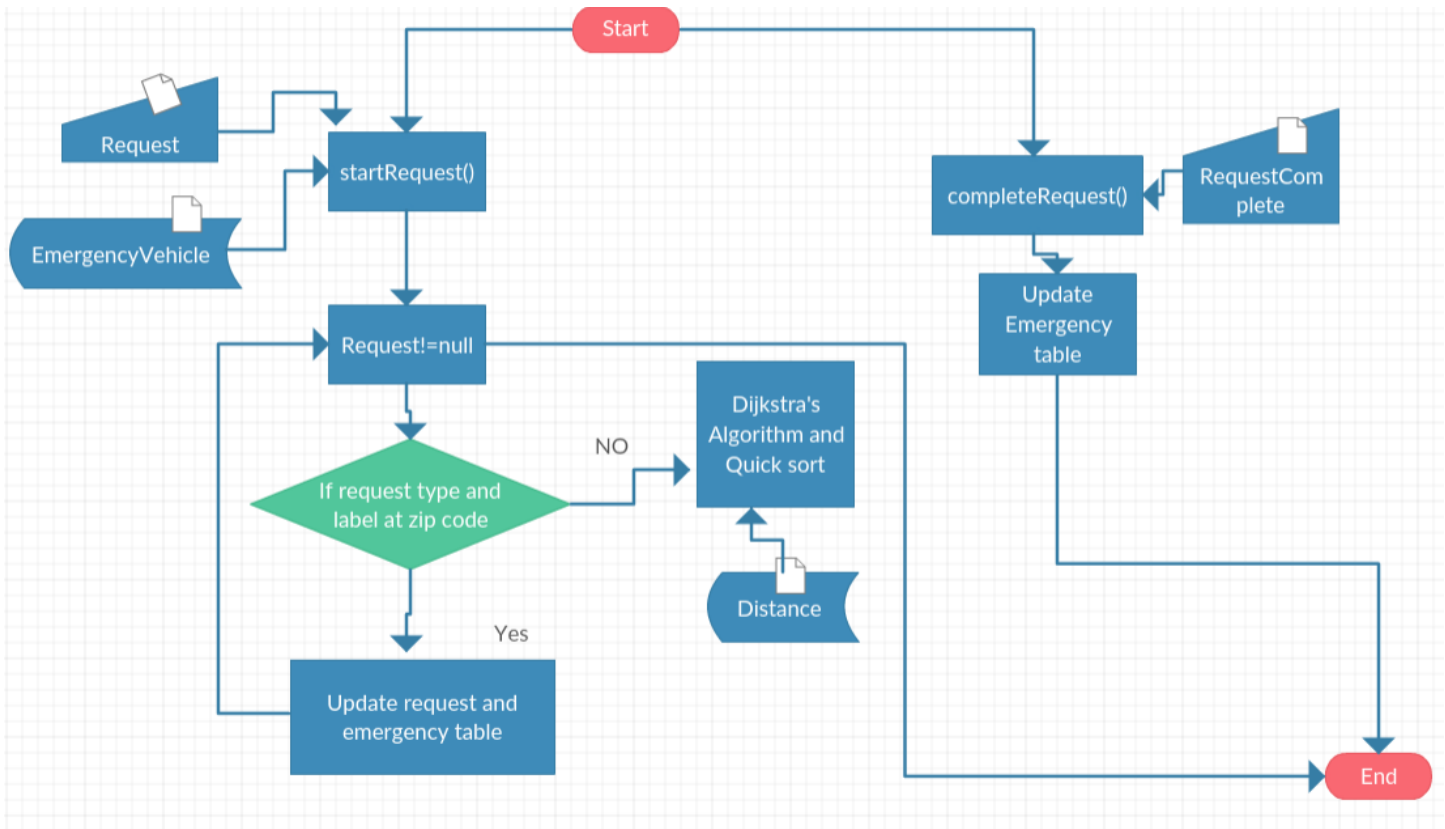 Start
Request
startRequest()
EmergencyVehicle
RequestCom
plete
completeRequest()
Update
Emergency
table
Request!=null
Dijkstra's
Algorithm and
Quick sort
NO
If request type and
label at zip code
Distance
Yes
Update request and
emergency table
End